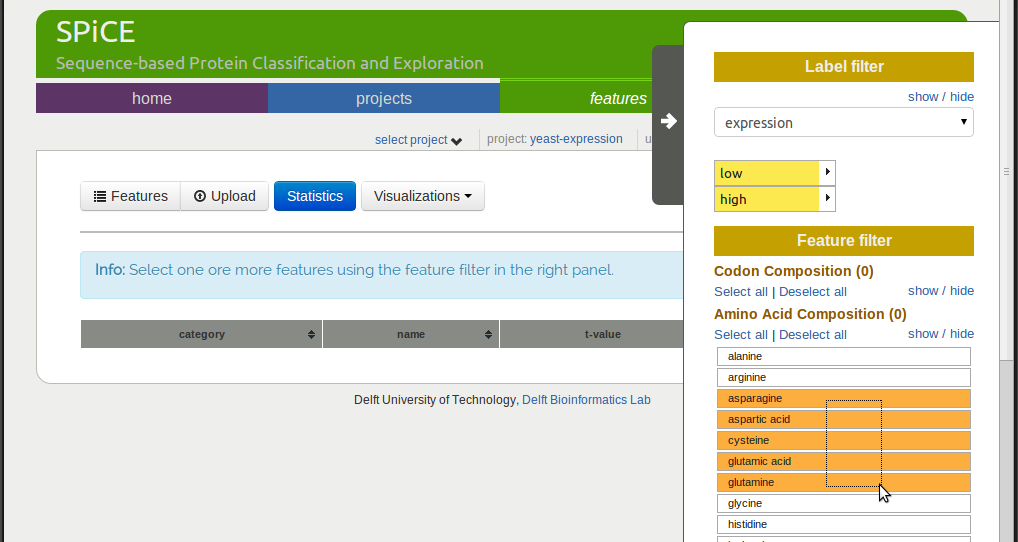 SPiCE
Sequence-based Protein Classification and Exploration
home projects features
select project project: yeast-expression u
Features Upload Statistics Visualizations
Info: Select one ore more features using the feature filter in the right panel.
category name t-value
Delft University of Technology, Delft Bioinformatics Lab
Label filter
show / hide
expression
low
high
Feature filter
Codon Composition (0)
Select all | Deselect all show / hide
Amino Acid Composition (0)
Select all | Deselect all show / hide
alanine
arginine
asparagine
aspartic acid
cysteine
glutamic acid
glutamine
glycine
histidine